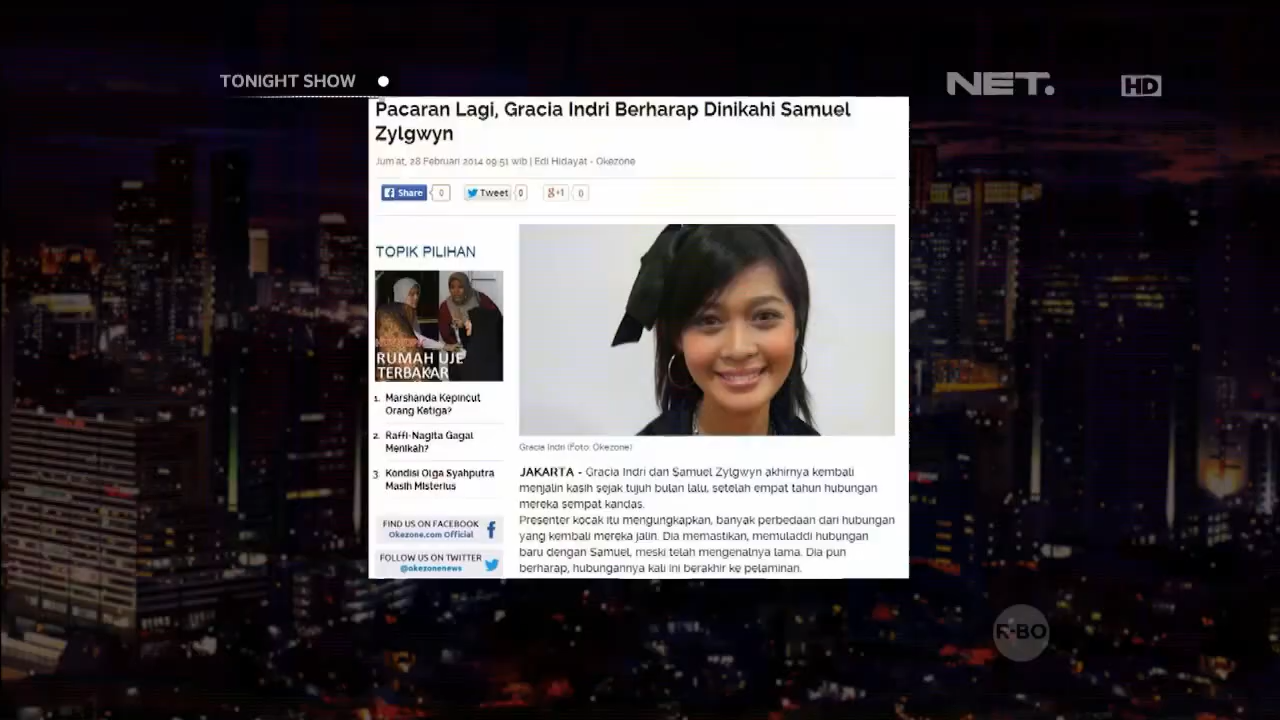 TONIGHT SHOW
NET.
HD
Pacaran Lagi, Gracia Indri Berharap Dinikahi Samuel
Zylgwyn
Jum'at, 28 Februari 2014 09:51 wib | Edi Hidayat - Okezone
Share 0
Tweet 0
g+1 0
TOPIK PILIHAN
RUMAH UJE
TERBAKAR
1. Marshanda Kepincut
Orang Ketiga?
2. Raffi-Nagita Gagal
Menikah?
3. Kondisi Olga Syahputra
Masih Misterius
FIND US ON FACEBOOK
Okezone.com Official
FOLLOW US ON TWITTER
@okezonenews
Gracia Indri (Foto: Okezone)
JAKARTA - Gracia Indri dan Samuel Zylgwyn akhirnya kembali
menjalin kasih sejak tujuh bulan lalu, setelah empat tahun hubungan
mereka sempat kandas.
Presenter kocak itu mengungkapkan, banyak perbedaan dari hubungan
yang kembali mereka jalin. Dia memastikan, memuladdi hubungan
baru dengan Samuel, meski telah mengenalnya lama. Dia pun
berharap, hubungannya kali ini berakhir ke pelaminan.
R-BO